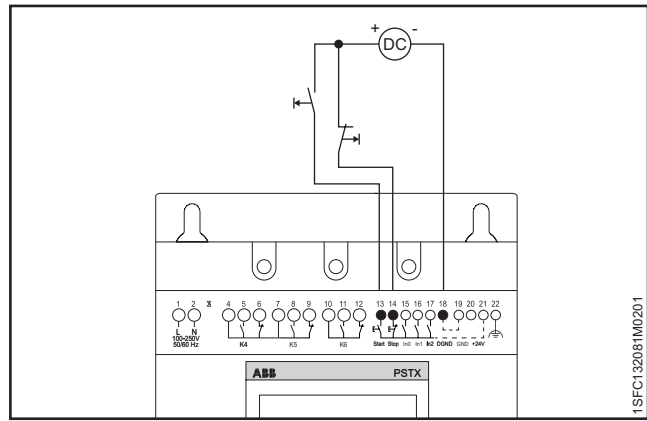 + DC -
1 2 4 5 6 7 8 9 10 11 12 13 14 15 16 17 18 19 20 21 22
L N
100-250V
50/60 Hz
K4 K5 K6 Start Stop In0 In1 In2 DGND GND +24V
ABB PSTX
1SFC132081M0201